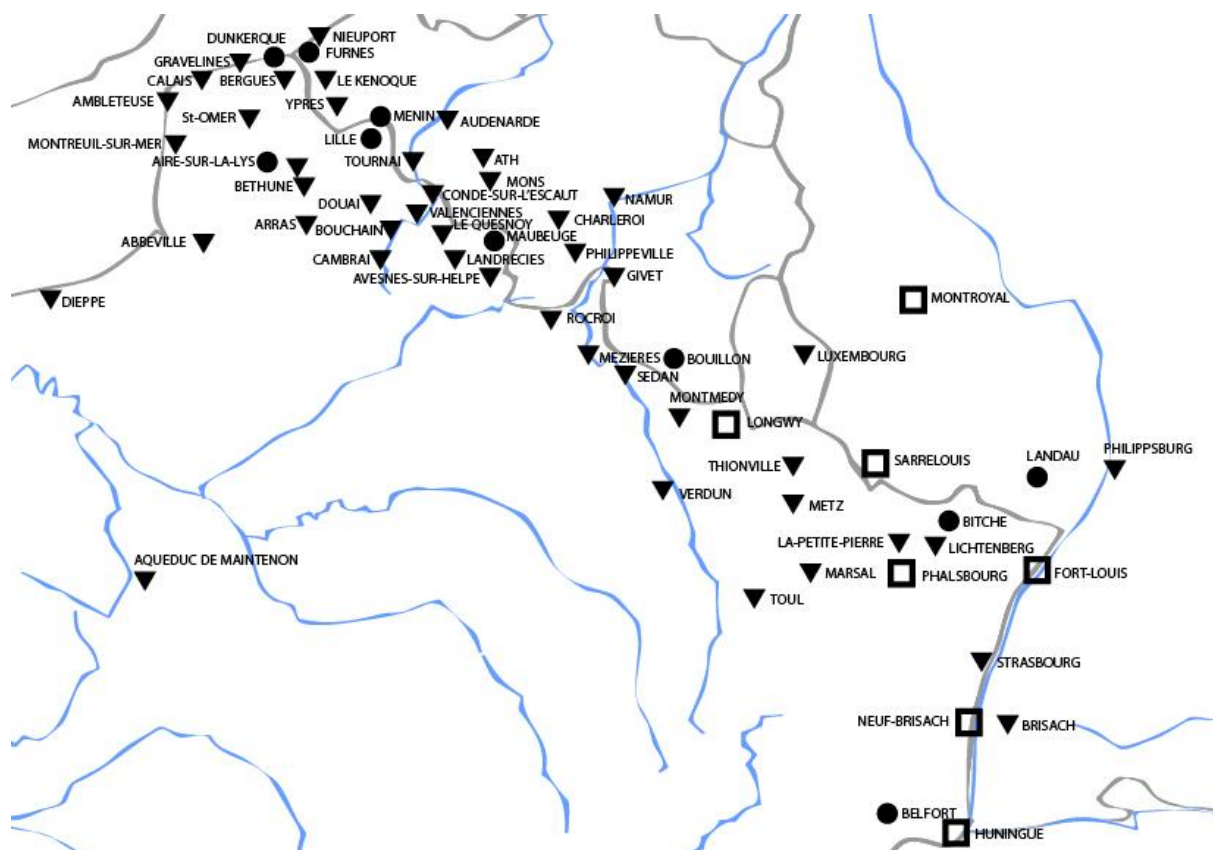 NIEUPORT
DUNKERQUE
FURNES
GRAVELINES
CALAIS
BERGUES
LE KENOQUE
AMBLETEUSE
YPRES
St-OMER
MENIN
AUDENARDE
MONTREUIL-SUR-MER
LILLE
AIRE-SUR-LA-LYS
TOURNAI
ATH
BETHUNE
MONS
CONDE-SUR-L'ESCAUT
NAMUR
DOUAI
VALENCIENNES
CHARLEROI
ARRAS
BOUCHAIN
LE QUESNOY
MAUBEUGE
ABBEVILLE
PHILIPPEVILLE
CAMBRAI
LANDRECIES
AVESNES-SUR-HELPE
GIVET
DIEPPE
MONTROYAL
ROCROI
MEZIERES
BOUILLON
LUXEMBOURG
SEDAN
MONTMEDY
LONGWY
PHILIPPSBURG
LANDAU
SARRELOUIS
THIONVILLE
VERDUN
METZ
BITCHE
LA-PETITE-PIERRE
LICHTENBERG
AQUEDUC DE MAINTENON
MARSAL
PHALSBOURG
FORT-LOUIS
TOUL
STRASBOURG
NEUF-BRISACH
BRISACH
BELFORT
HUNINGUE